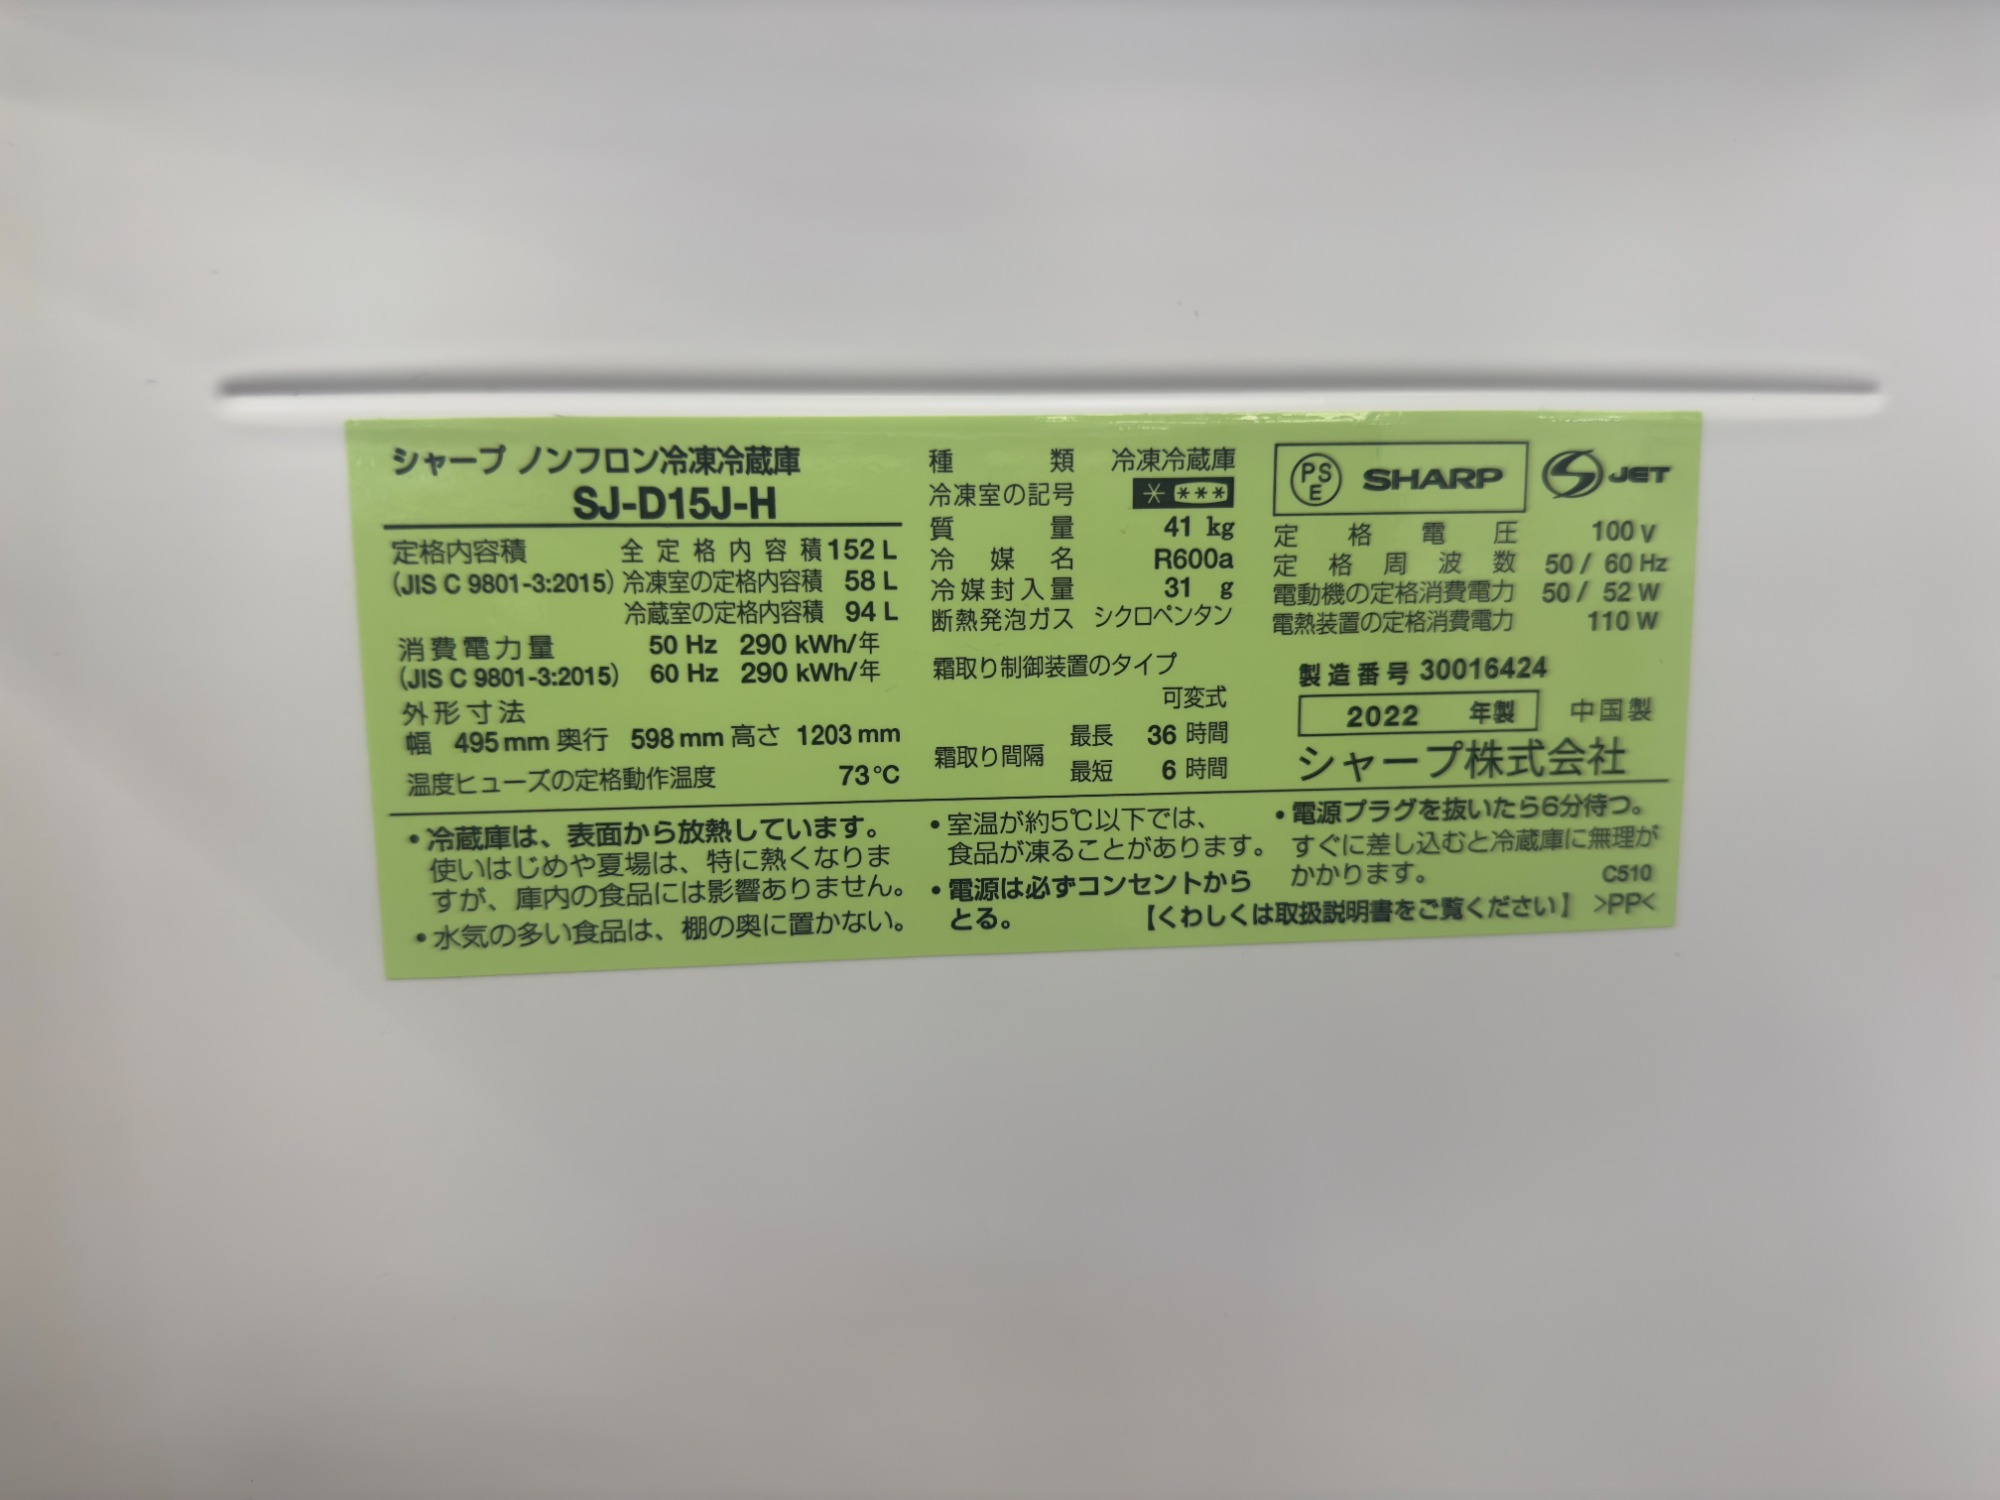 シャープ ノンフロン冷凍冷蔵庫
SJ-D15J-H
定格内容積 全定格内容積 152 L
(JIS C 9801-3:2015) 冷凍室の定格内容積 58 L
冷蔵室の定格内容積 94 L
消費電力量 50 Hz 290 kWh/年
(JIS C 9801-3:2015) 60 Hz 290 kWh/年
外形寸法
幅 495 mm 奥行 598 mm 高さ 1203 mm
温度ヒューズの定格動作温度 73℃
種類 冷凍冷蔵庫
冷凍室の記号 * ***
質量 41 kg
冷媒名 R600a
冷媒封入量 31 g
断熱発泡ガス シクロペンタン
霜取り制御装置のタイプ
可変式
霜取り間隔 最長 36 時間
最短 6 時間
PSE SHARP S JET
定格電圧 100 V
定格周波数 50 / 60 Hz
電動機の定格消費電力 50 / 52 W
電熱装置の定格消費電力 110 W
製造番号 30016424
2022 年製 中国製
シャープ株式会社
・冷蔵庫は、表面から放熱しています。
使いはじめや夏場は、特に熱くなりま
すが、庫内の食品には影響ありません。
・水気の多い食品は、棚の奥に置かない。
・室温が約5℃以下では、
食品が凍ることがあります。
・電源は必ずコンセントから
とる。
・電源プラグを抜いたら6分待つ。
すぐに差し込むと冷蔵庫に無理が
かかります。 C510
【くわしくは取扱説明書をご覧ください】 >PP<